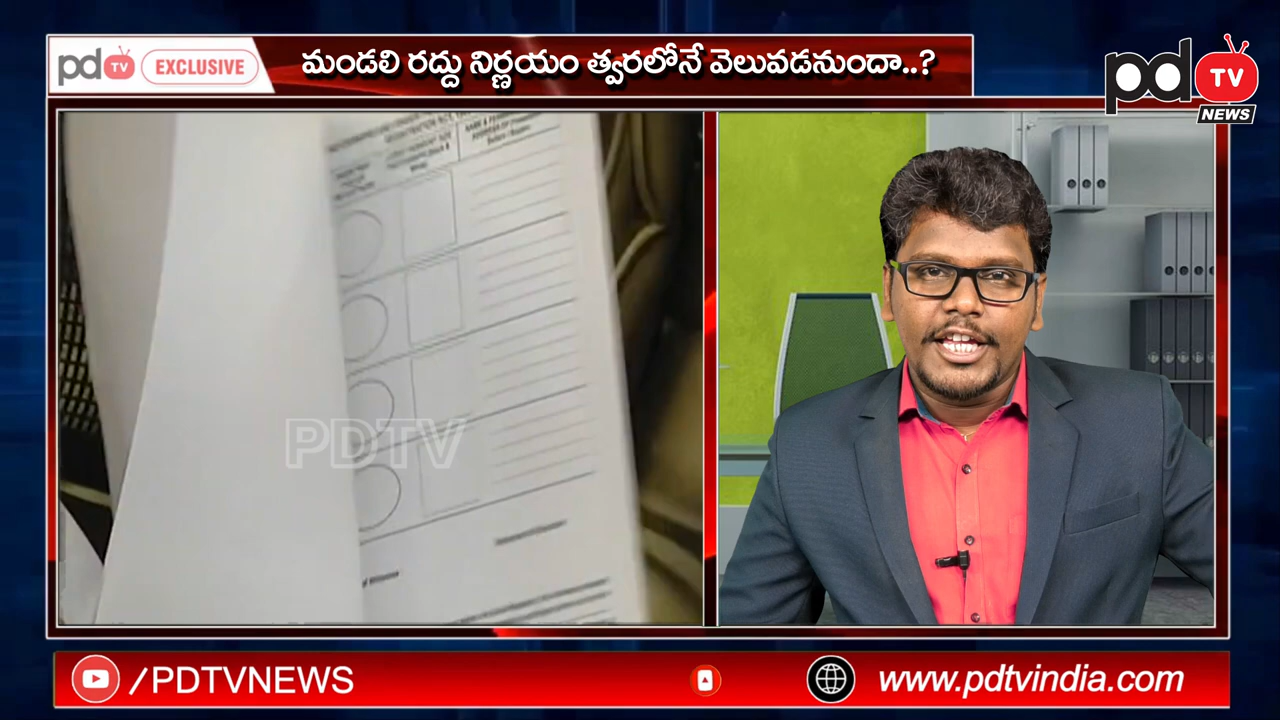 pd TV EXCLUSIVE
మండలి రద్దు నిర్ణయం త్వరలోనే వెలువడనుందా..?
pd TV NEWS
PDTV
/PDTVNEWS
www.pdtvindia.com